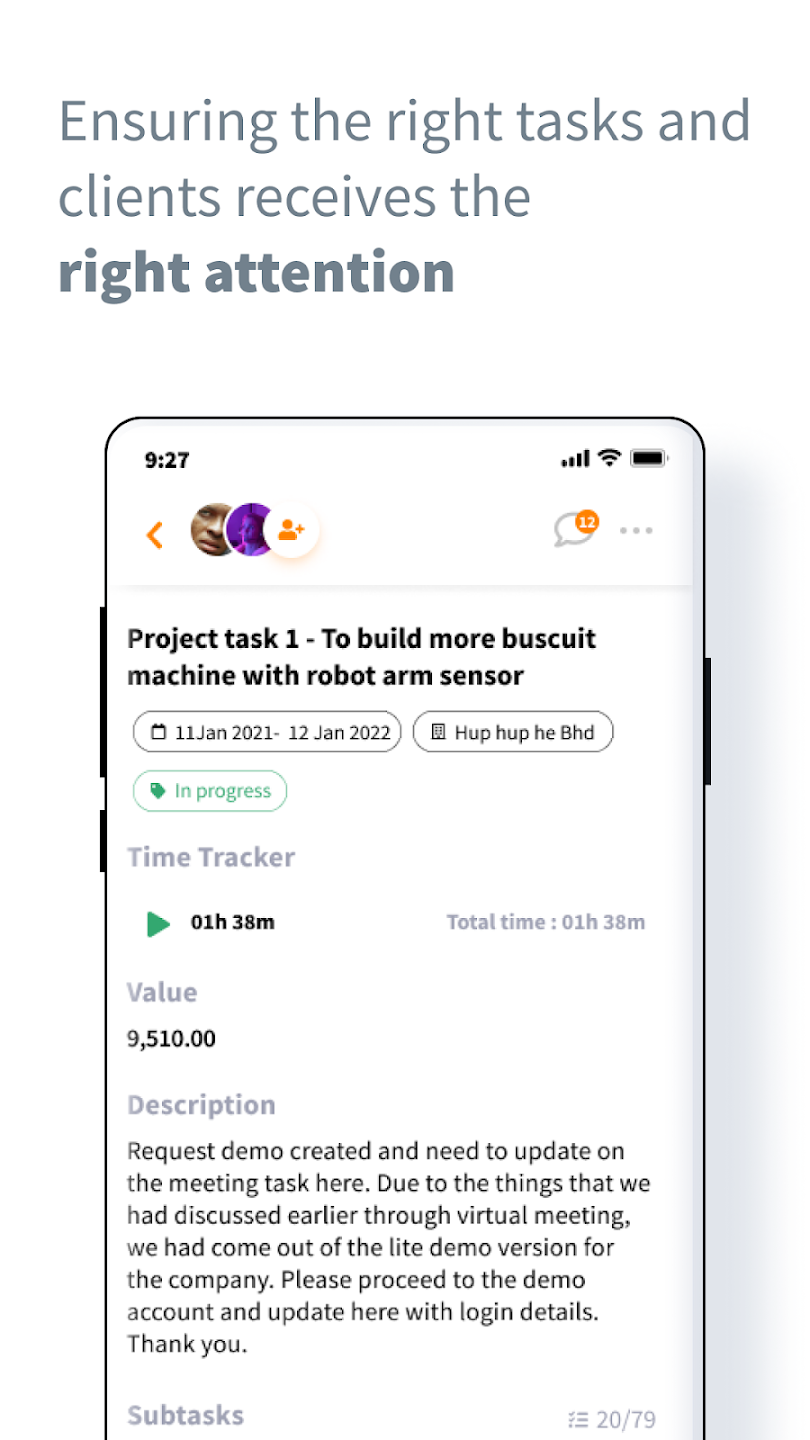 Ensuring the right tasks and
clients receives the
right attention
9:27
12
Project task 1 - To build more buscuit
machine with robot arm sensor
11Jan 2021-  12 Jan 2022
Hup hup he Bhd
In progress
Time Tracker
01h 38m
Total time : 01h 38m
Value
9,510.00
Description
Request demo created and need to update on
the meeting task here. Due to the things that we
had discussed earlier through virtual meeting,
we had come out of the lite demo version for
the company. Please proceed to the demo
account and update here with login details.
Thank you.
Subtasks
20/79